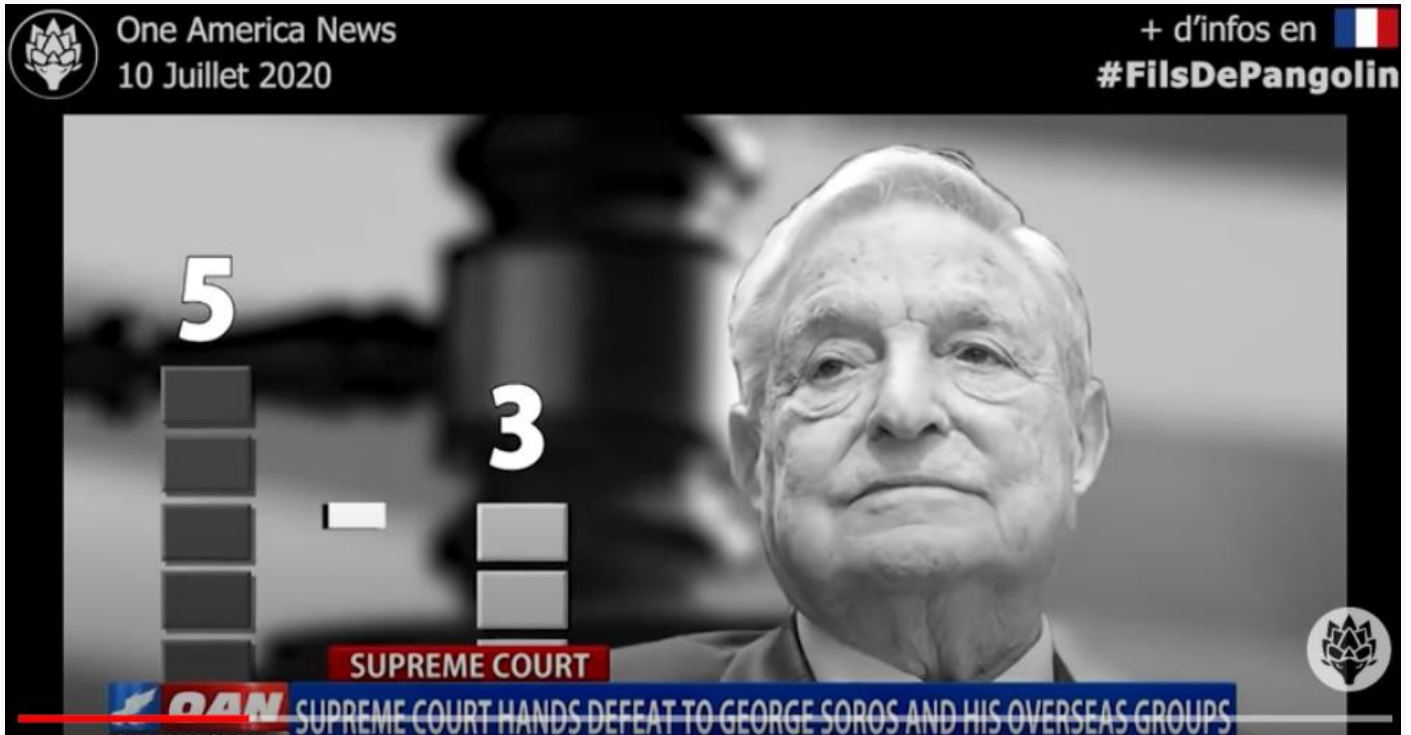 One America News
10 Juillet 2020
+ d'infos en
#FilsDePangolin
5
3
SUPREME COURT
OAN
SUPREME COURT HANDS DEFEAT TO GEORGE SOROS AND HIS OVERSEAS GROUPS